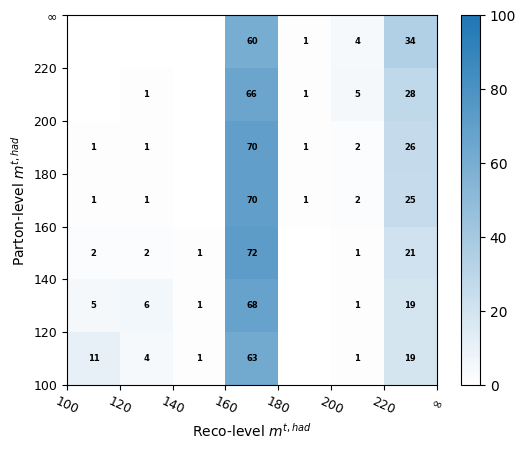 ∞ 60 1 4 34 100
220
1 66 1 5 28 80
200
1 1 70 1 2 26
180 60
1 1 70 1 2 25
160 40
2 2 1 72 1 21
140
5 6 1 68 1 19 20
120
11 4 1 63 1 19
100 0
100 120 140 160 180 200 220 ∞
Parton-level m^{t,had}
Reco-level m^{t,had}